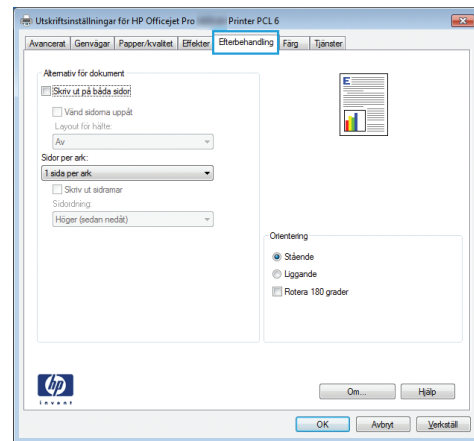 Utskriftsinställningar för HP Officejet Pro Printer PCL 6
Avancerat Genvägar Papper/kvalitet Effekter Efterbehandling Färg Tjänster
Alternativ för dokument
Skriv ut på båda sidor
Vänd sidorna uppåt
Layout för häfte:
Av
Sidor per ark:
1 sida per ark
Skriv ut sidramar
Sidordning:
Höger (sedan nedåt)
E
Orientering
Stående
Liggande
Rotera 180 grader
hp
invent
Om... Hjälp
OK Avbryt Verkställ